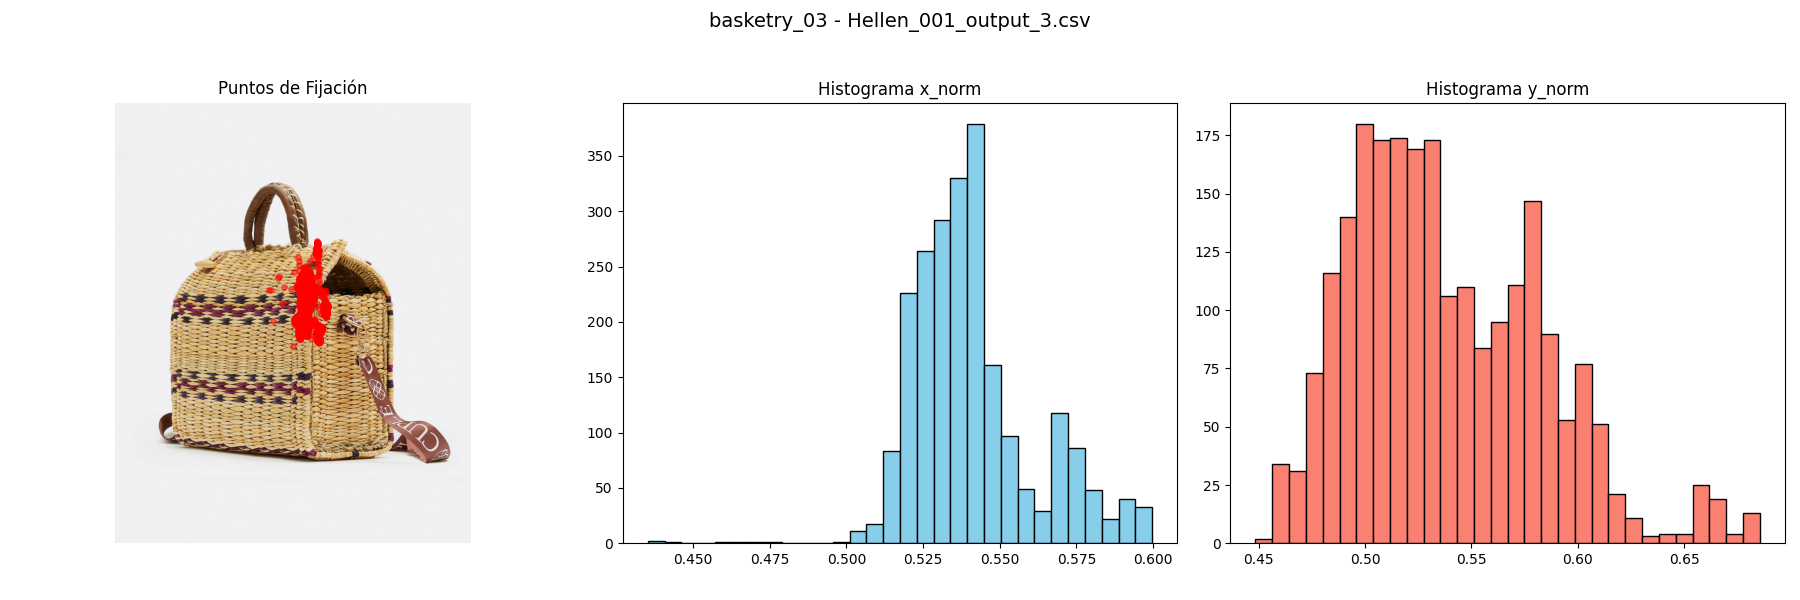 basketry_03 - Hellen_001_output_3.csv
Puntos de Fijación
Histograma x_norm
350
300
250
200
150
100
50
0
0.450 0.475 0.500 0.525 0.550 0.575 0.600
Histograma y_norm
175
150
125
100
75
50
25
0
0.45 0.50 0.55 0.60 0.65